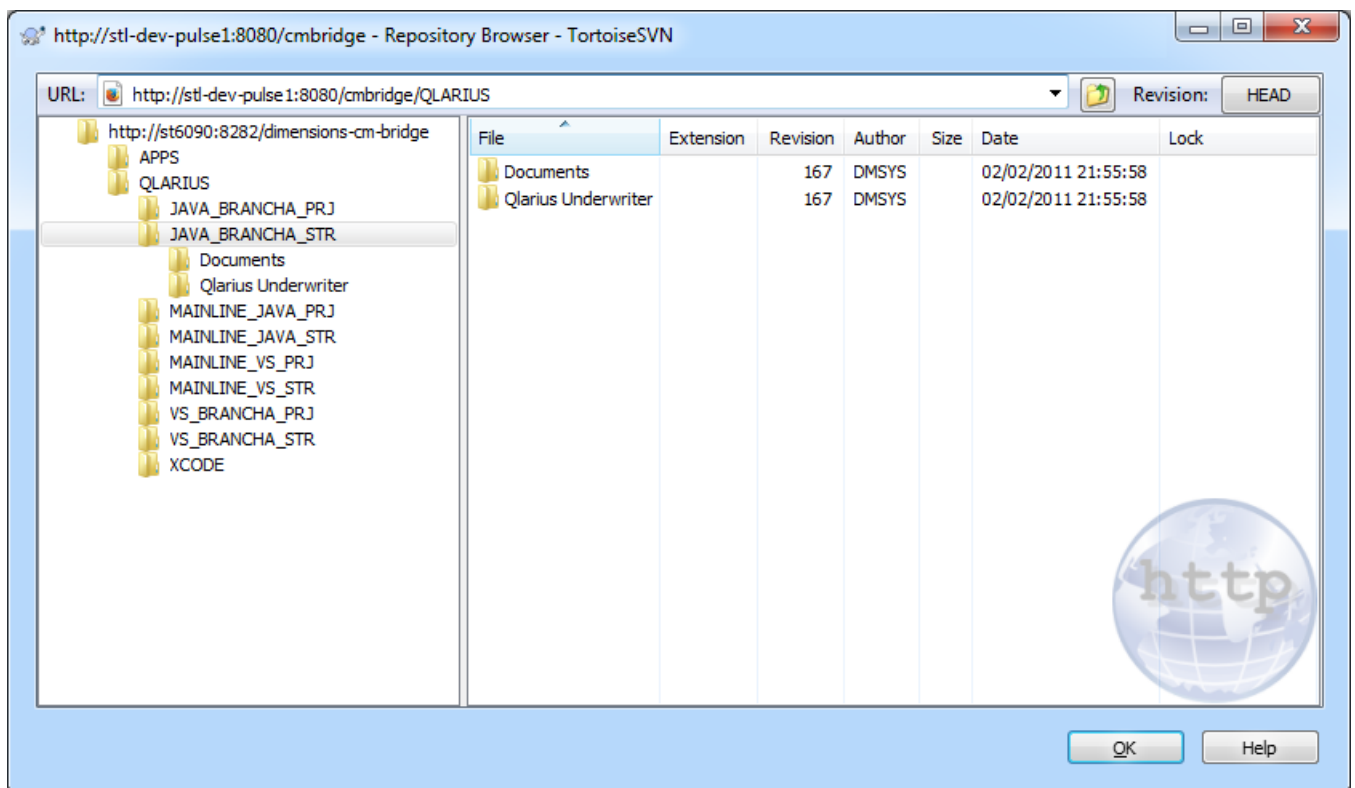 http://stl-dev-pulse1:8080/cmbridge - Repository Browser - TortoiseSVN
URL: http://stl-dev-pulse1:8080/cmbridge/QLARIUS Revision: HEAD
http://st6090:8282/dimensions-cm-bridge
APPS
QLARIUS
JAVA_BRANCHA_PRJ
JAVA_BRANCHA_STR
Documents
Qlarius Underwriter
MAINLINE_JAVA_PRJ
MAINLINE_JAVA_STR
MAINLINE_VS_PRJ
MAINLINE_VS_STR
VS_BRANCHA_PRJ
VS_BRANCHA_STR
XCODE
File Extension Revision Author Size Date Lock
Documents 167 DMSYS 02/02/2011 21:55:58
Qlarius Underwriter 167 DMSYS 02/02/2011 21:55:58
http
OK Help